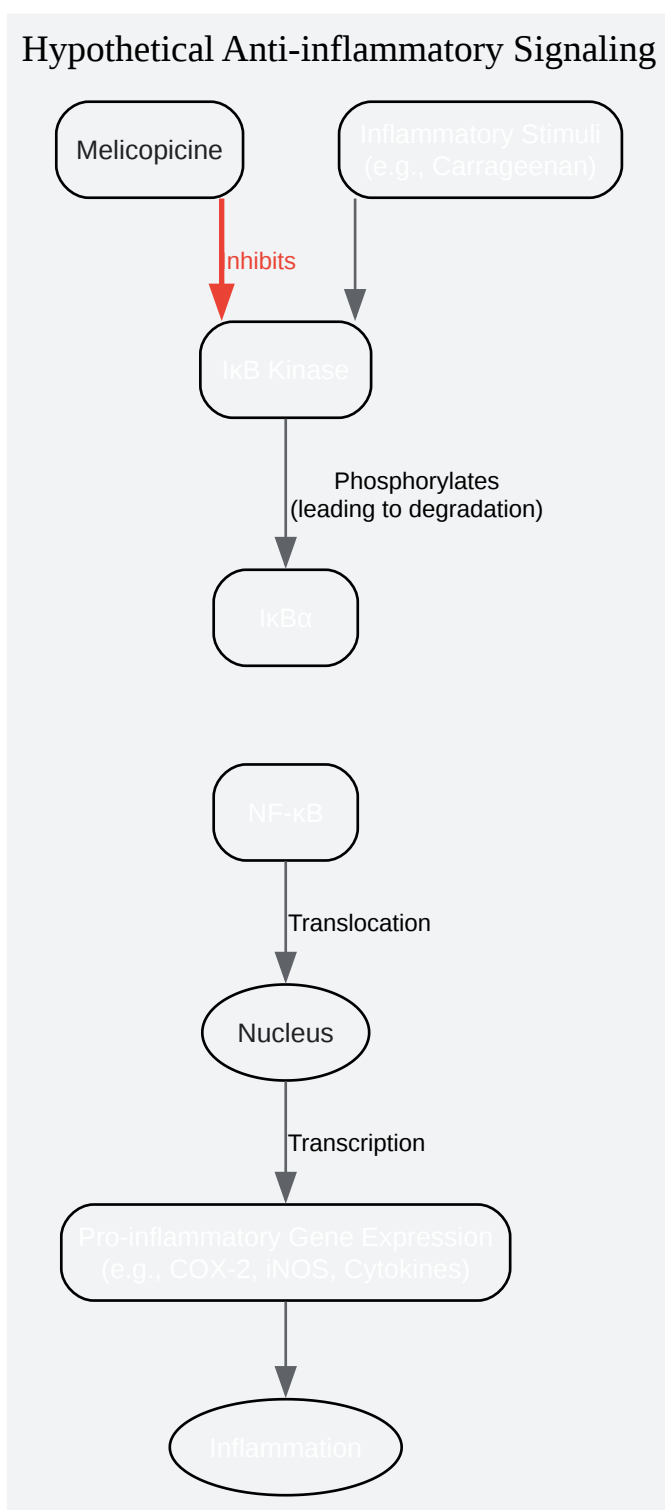 Hypothetical Anti-inflammatory Signaling
Melicopicine
Inflammatory Stimuli
(e.g., Carrageenan)
Inhibits
IκB Kinase
Phosphorylates
(leading to degradation)
IκBα
NF-κB
Translocation
Nucleus
Transcription
Pro-inflammatory Gene Expression
(e.g., COX-2, iNOS, Cytokines)
Inflammation